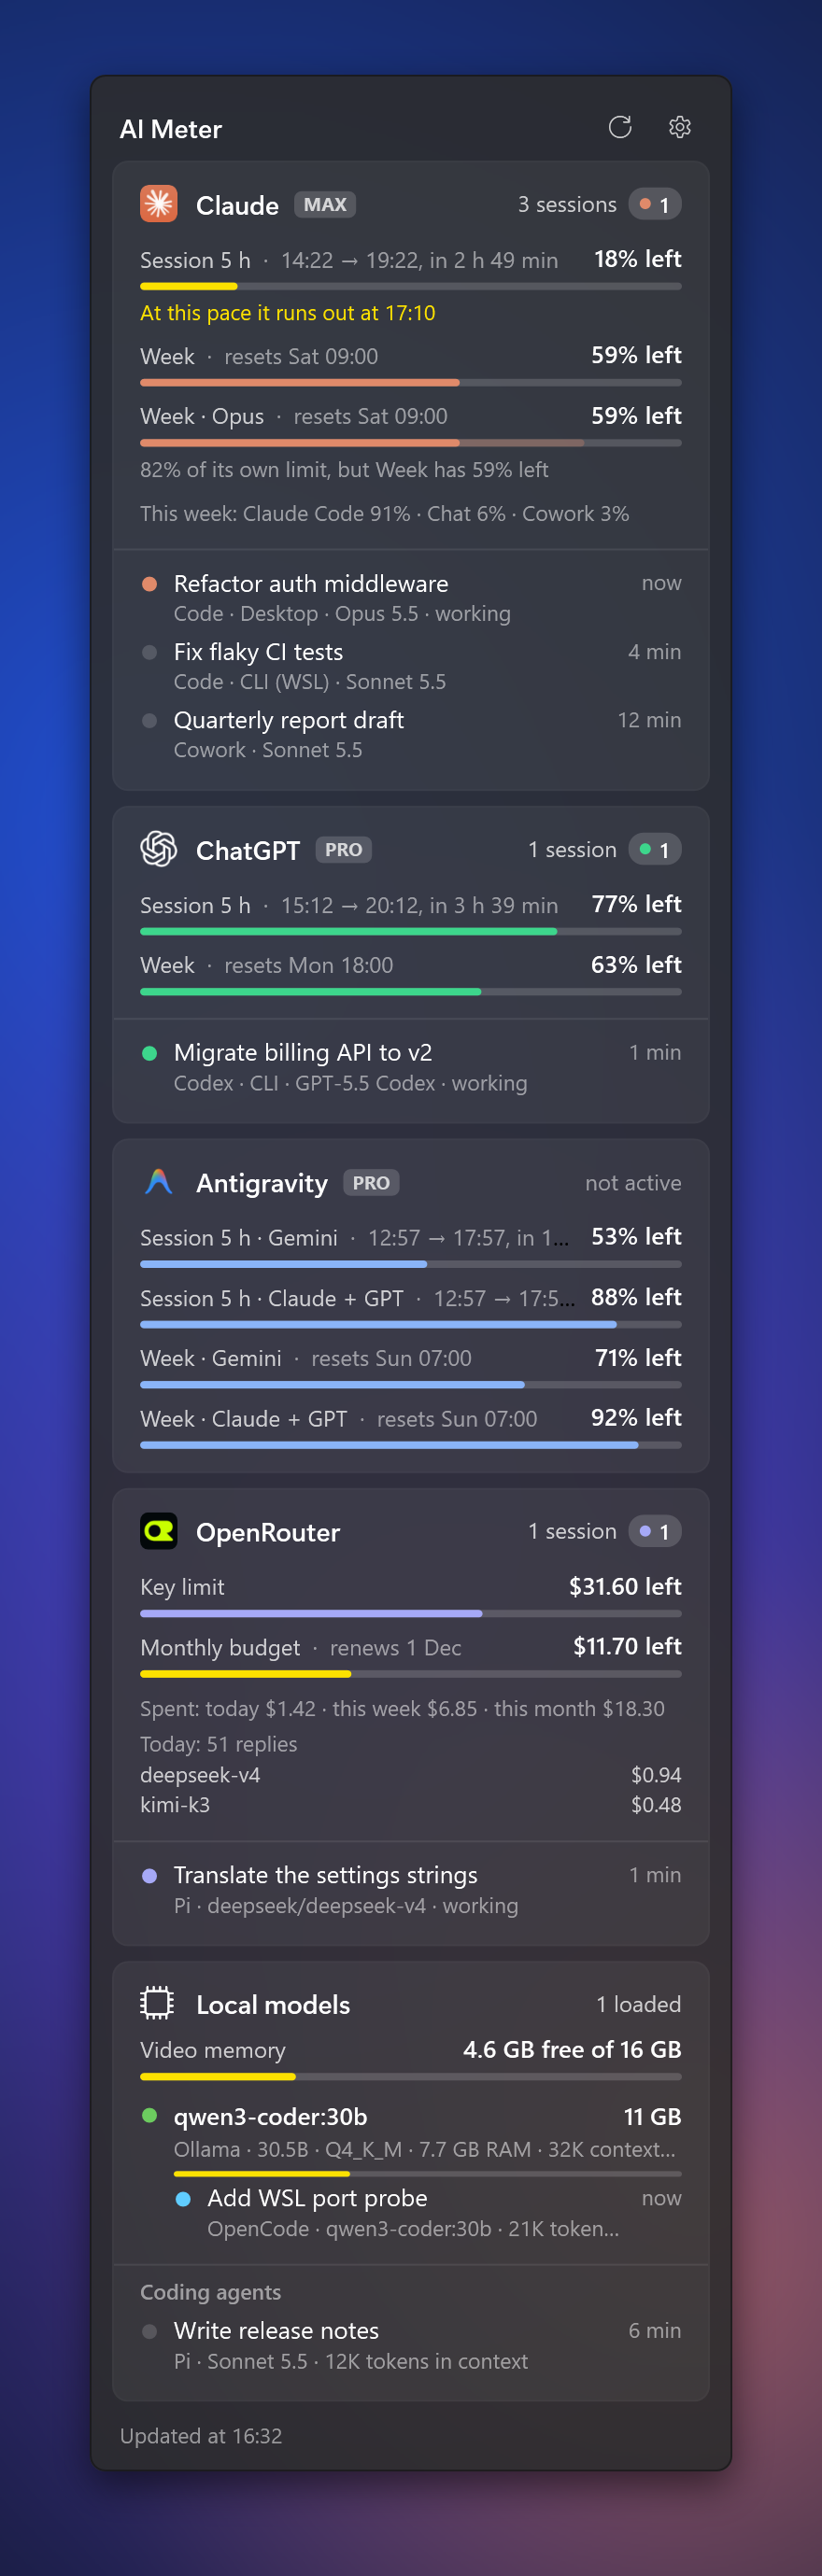 AI Meter
Claude MAX 3 sessions 1
Session 5 h · 14:22 → 19:22, in 2 h 49 min 18% left
At this pace it runs out at 17:10
Week · resets Sat 09:00 59% left
Week · Opus · resets Sat 09:00 59% left
82% of its own limit, but Week has 59% left
This week: Claude Code 91% · Chat 6% · Cowork 3%
Refactor auth middleware now
Code · Desktop · Opus 5.5 · working
Fix flaky CI tests 4 min
Code · CLI (WSL) · Sonnet 5.5
Quarterly report draft 12 min
Cowork · Sonnet 5.5
ChatGPT PRO 1 session 1
Session 5 h · 15:12 → 20:12, in 3 h 39 min 77% left
Week · resets Mon 18:00 63% left
Migrate billing API to v2 1 min
Codex · CLI · GPT-5.5 Codex · working
Antigravity PRO not active
Session 5 h · Gemini · 12:57 → 17:57, in 1... 53% left
Session 5 h · Claude + GPT · 12:57 → 17:5... 88% left
Week · Gemini · resets Sun 07:00 71% left
Week · Claude + GPT · resets Sun 07:00 92% left
OpenRouter 1 session 1
Key limit $31.60 left
Monthly budget · renews 1 Dec $11.70 left
Spent: today $1.42 · this week $6.85 · this month $18.30
Today: 51 replies
deepseek-v4 $0.94
kimi-k3 $0.48
Translate the settings strings 1 min
Pi · deepseek/deepseek-v4 · working
Local models 1 loaded
Video memory 4.6 GB free of 16 GB
qwen3-coder:30b 11 GB
Ollama · 30.5B · Q4_K_M · 7.7 GB RAM · 32K context...
Add WSL port probe now
OpenCode · qwen3-coder:30b · 21K token...
Coding agents
Write release notes 6 min
Pi · Sonnet 5.5 · 12K tokens in context
Updated at 16:32